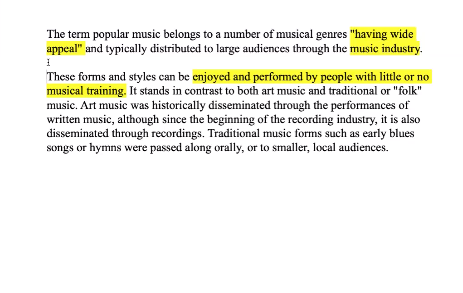 The term popular music belongs to a number of musical genres "having wide
appeal" and typically distributed to large audiences through the music industry.
These forms and styles can be enjoyed and performed by people with little or no
musical training. It stands in contrast to both art music and traditional or "folk"
music. Art music was historically disseminated through the performances of
written music, although since the beginning of the recording industry, it is also
disseminated through recordings. Traditional music forms such as early blues
songs or hymns were passed along orally, or to smaller, local audiences.